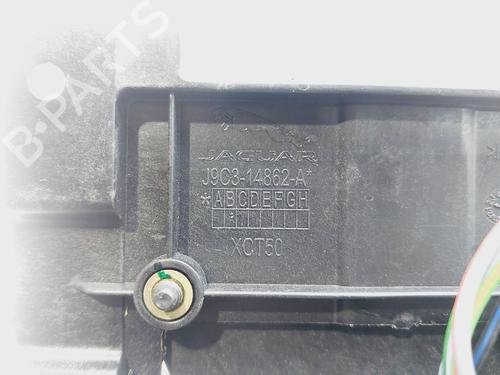 B-PARTS
JAGUAR
J9C3-14862-A*
*ABCDEFGH
XCT50